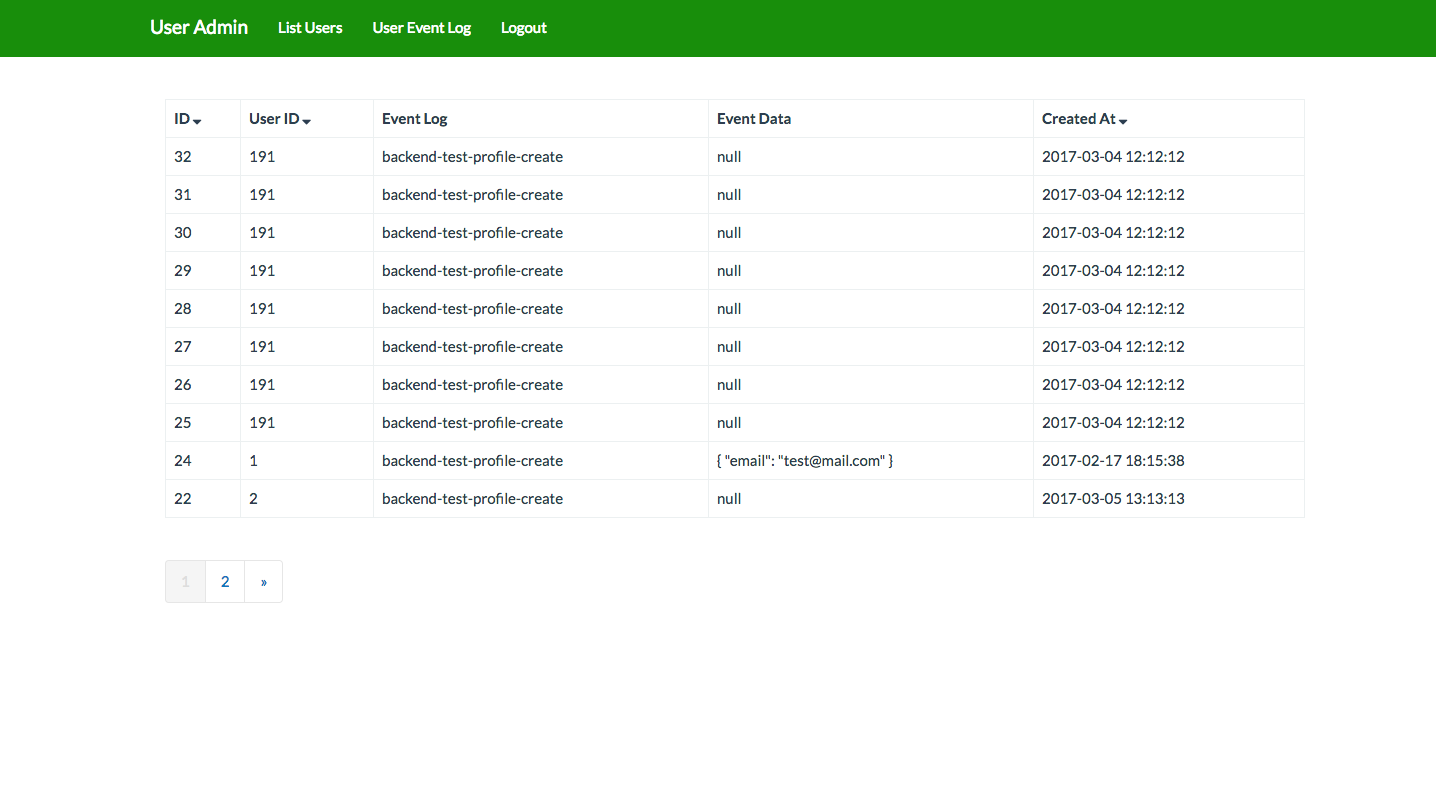 User Admin List Users User Event Log Logout
ID User ID Event Log Event Data Created At
32 191 backend-test-profile-create null 2017-03-04 12:12:12
31 191 backend-test-profile-create null 2017-03-04 12:12:12
30 191 backend-test-profile-create null 2017-03-04 12:12:12
29 191 backend-test-profile-create null 2017-03-04 12:12:12
28 191 backend-test-profile-create null 2017-03-04 12:12:12
27 191 backend-test-profile-create null 2017-03-04 12:12:12
26 191 backend-test-profile-create null 2017-03-04 12:12:12
25 191 backend-test-profile-create null 2017-03-04 12:12:12
24 1 backend-test-profile-create { "email": "test@mail.com" } 2017-02-17 18:15:38
22 2 backend-test-profile-create null 2017-03-05 13:13:13
1 2 »